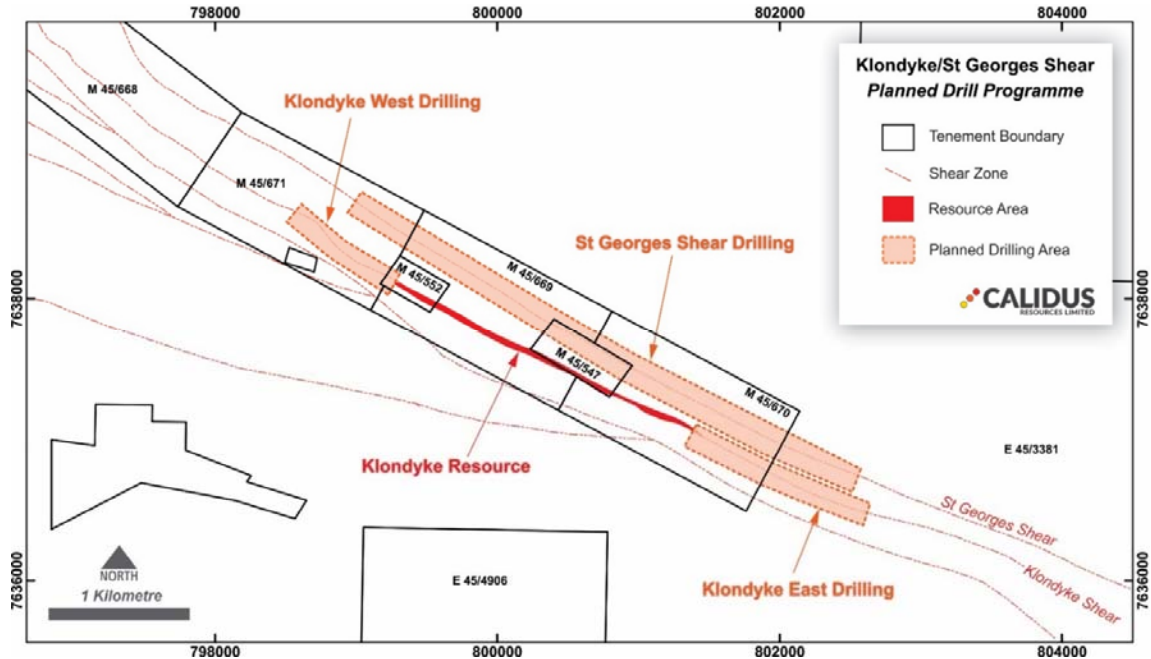 798000
800000
802000
804000
M 45/668
Klondyke West Drilling
Klondyke/St Georges Shear
Planned Drill Programme
Tenement Boundary
Shear Zone
Resource Area
Planned Drilling Area
CALIDUS
RESOURCES LIMITED
M 45/671
St Georges Shear Drilling
M 45/552
M 45/669
7638000
7638000
M 45/547
M 45/670
Klondyke Resource
E 45/3381
St Georges Shear
Klondyke Shear
Klondyke East Drilling
NORTH
1 Kilometre
E 45/4906
7636000
7636000
798000
800000
802000
804000